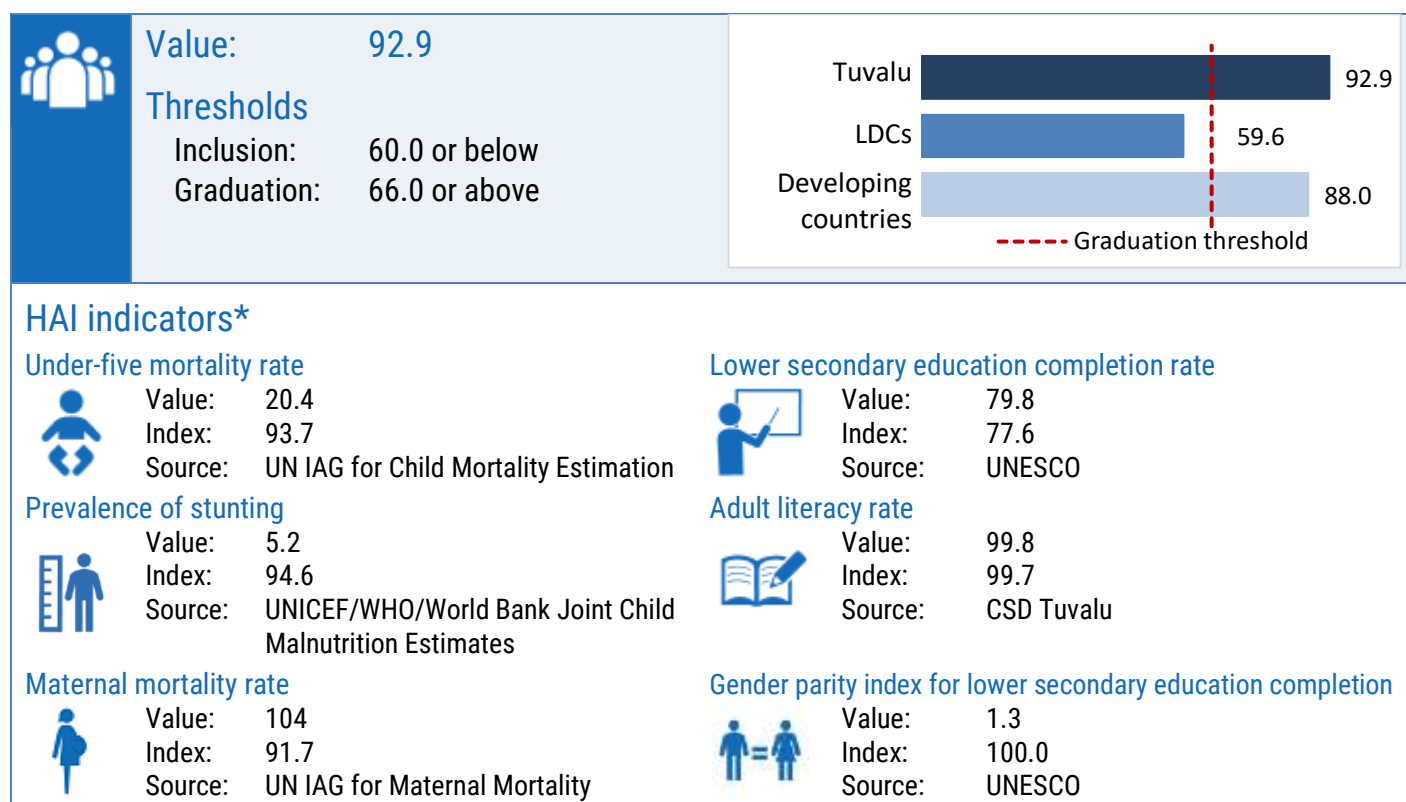 Value: 92.9
Thresholds
Inclusion: 60.0 or below
Graduation: 66.0 or above
Tuvalu 92.9
LDCs 59.6
Developing
countries 88.0
Graduation threshold
HAI indicators*
Under-five mortality rate
Value: 20.4
Index: 93.7
Source: UN IAG for Child Mortality Estimation
Lower secondary education completion rate
Value: 79.8
Index: 77.6
Source: UNESCO
Prevalence of stunting
Value: 5.2
Index: 94.6
Source: UNICEF/WHO/World Bank Joint Child
Malnutrition Estimates
Adult literacy rate
Value: 99.8
Index: 99.7
Source: CSD Tuvalu
Maternal mortality rate
Value: 104
Index: 91.7
Source: UN IAG for Maternal Mortality
Gender parity index for lower secondary education completion
Value: 1.3
Index: 100.0
Source: UNESCO